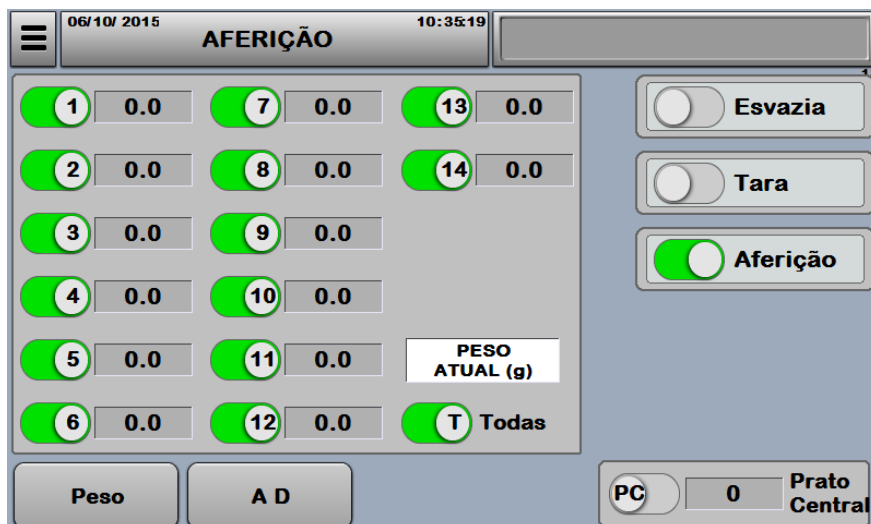 06/10/ 2015
AFERIÇÃO
10:35:19
1 0.0
7 0.0
13 0.0
Esvazia
2 0.0
8 0.0
14 0.0
Tara
3 0.0
9 0.0
Aferição
4 0.0
10 0.0
5 0.0
11 0.0
PESO
ATUAL (g)
6 0.0
12 0.0
T Todas
Peso
A D
PC 0
Prato
Central